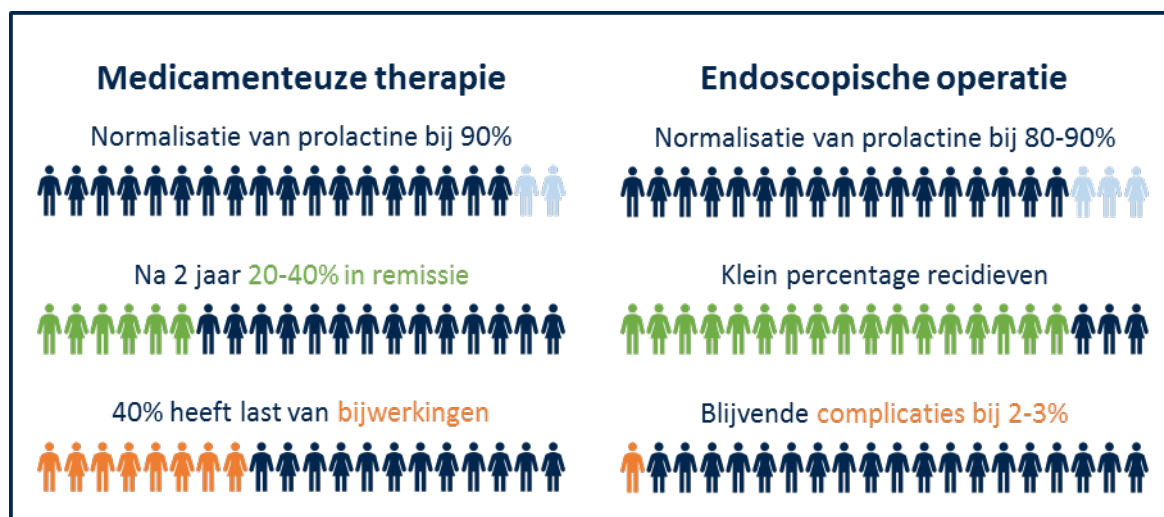 Medicamenteuze therapie
Normalisatie van prolactine bij 90%
Na 2 jaar 20-40% in remissie
40% heeft last van bijwerkingen
Endoscopische operatie
Normalisatie van prolactine bij 80-90%
Klein percentage recidieven
Blijvende complicaties bij 2-3%